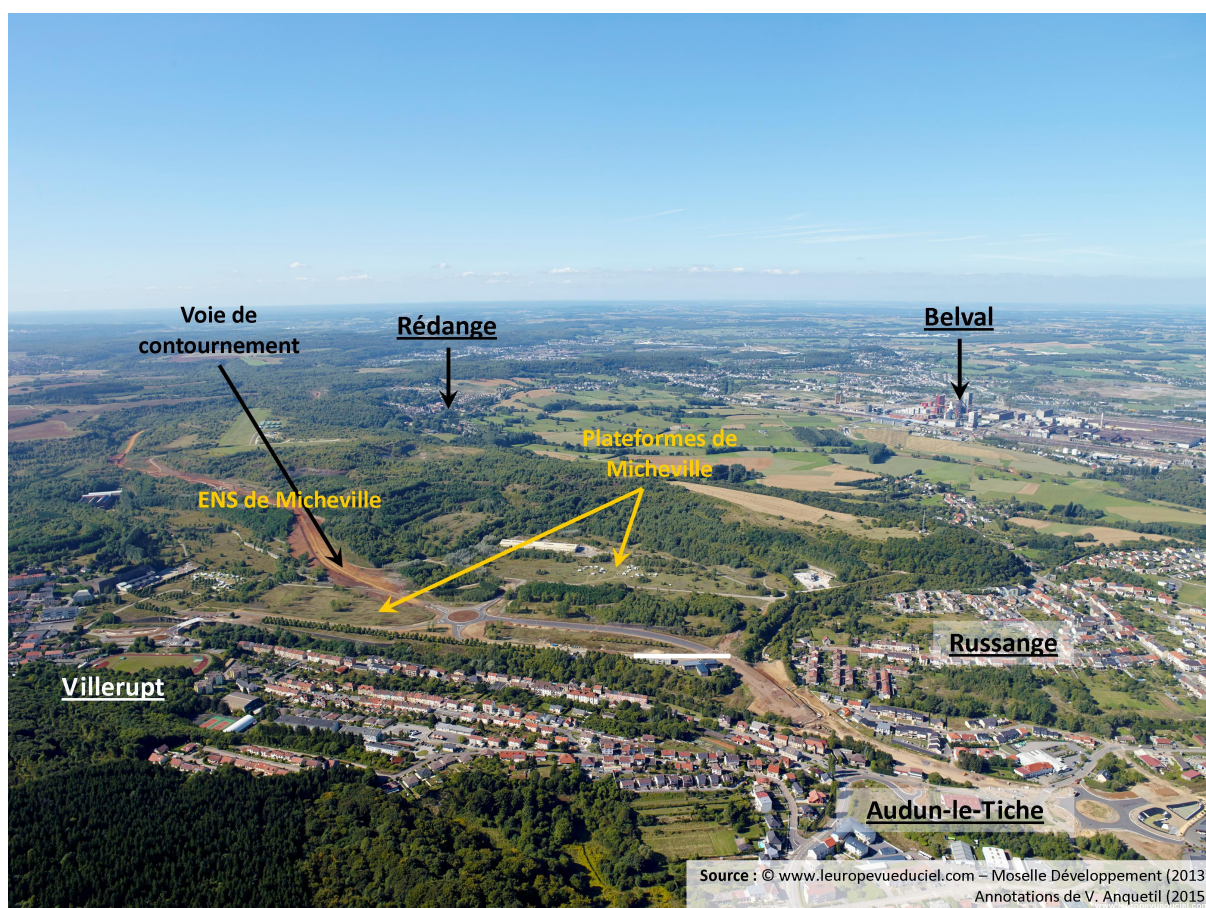 Voie de
contournement
Rédange
Belval
Plateformes de
Micheville
ENS de Micheville
Russange
Villerupt
Audun-le-Tiche
Source : © www.leuropevueduciel.com – Moselle Développement (2013
Annotations de V. Anquetil (2015